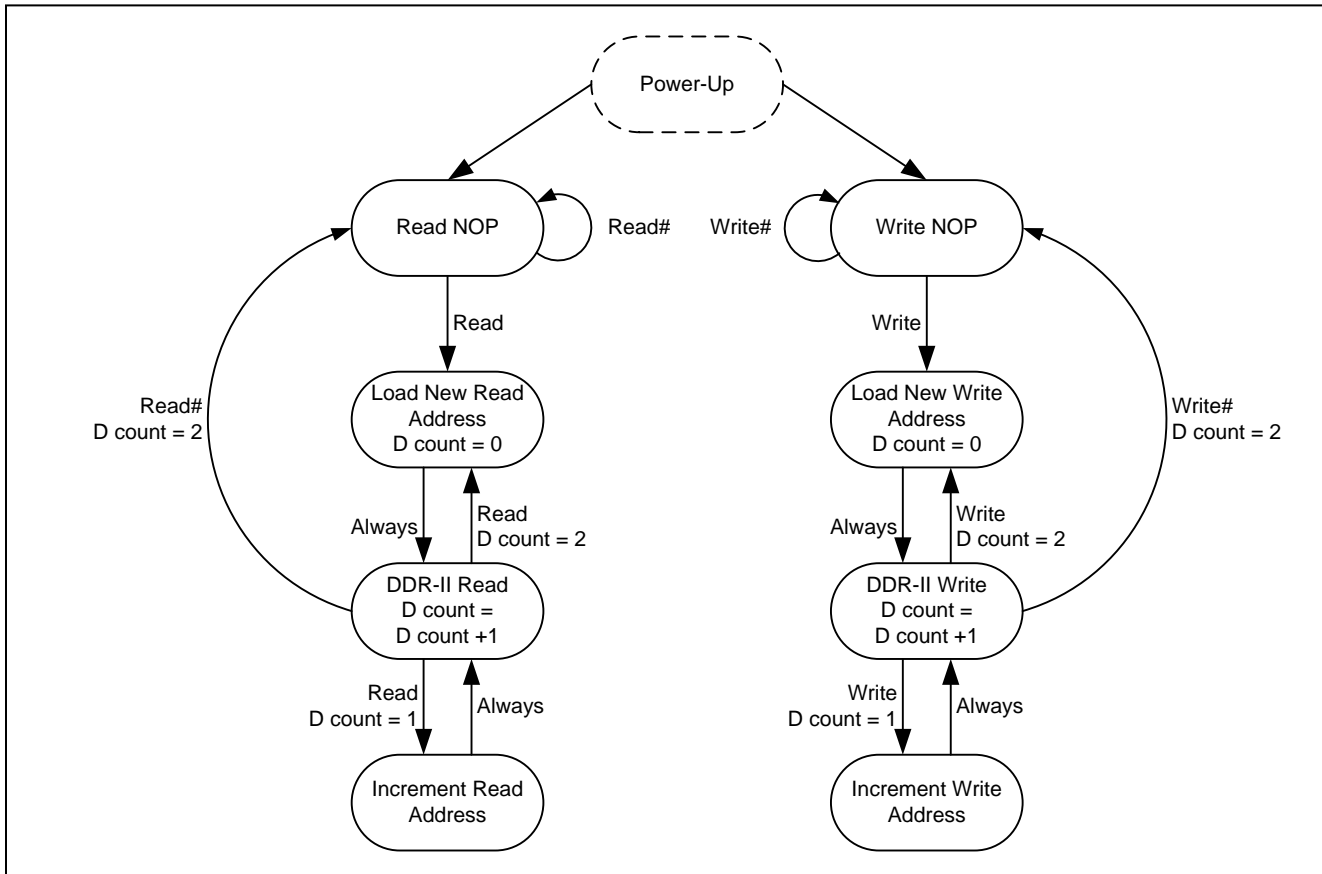 Power-Up
Read NOP
Read#
Write#
Write NOP
Read
Write
Load New Read
Address
D count = 0
Load New Write
Address
D count = 0
Read#
D count = 2
Write#
D count = 2
Always
Read
D count = 2
Always
Write
D count = 2
DDR-II Read
D count =
D count +1
DDR-II Write
D count =
D count +1
Read
D count = 1
Always
Write
D count = 1
Always
Increment Read
Address
Increment Write
Address